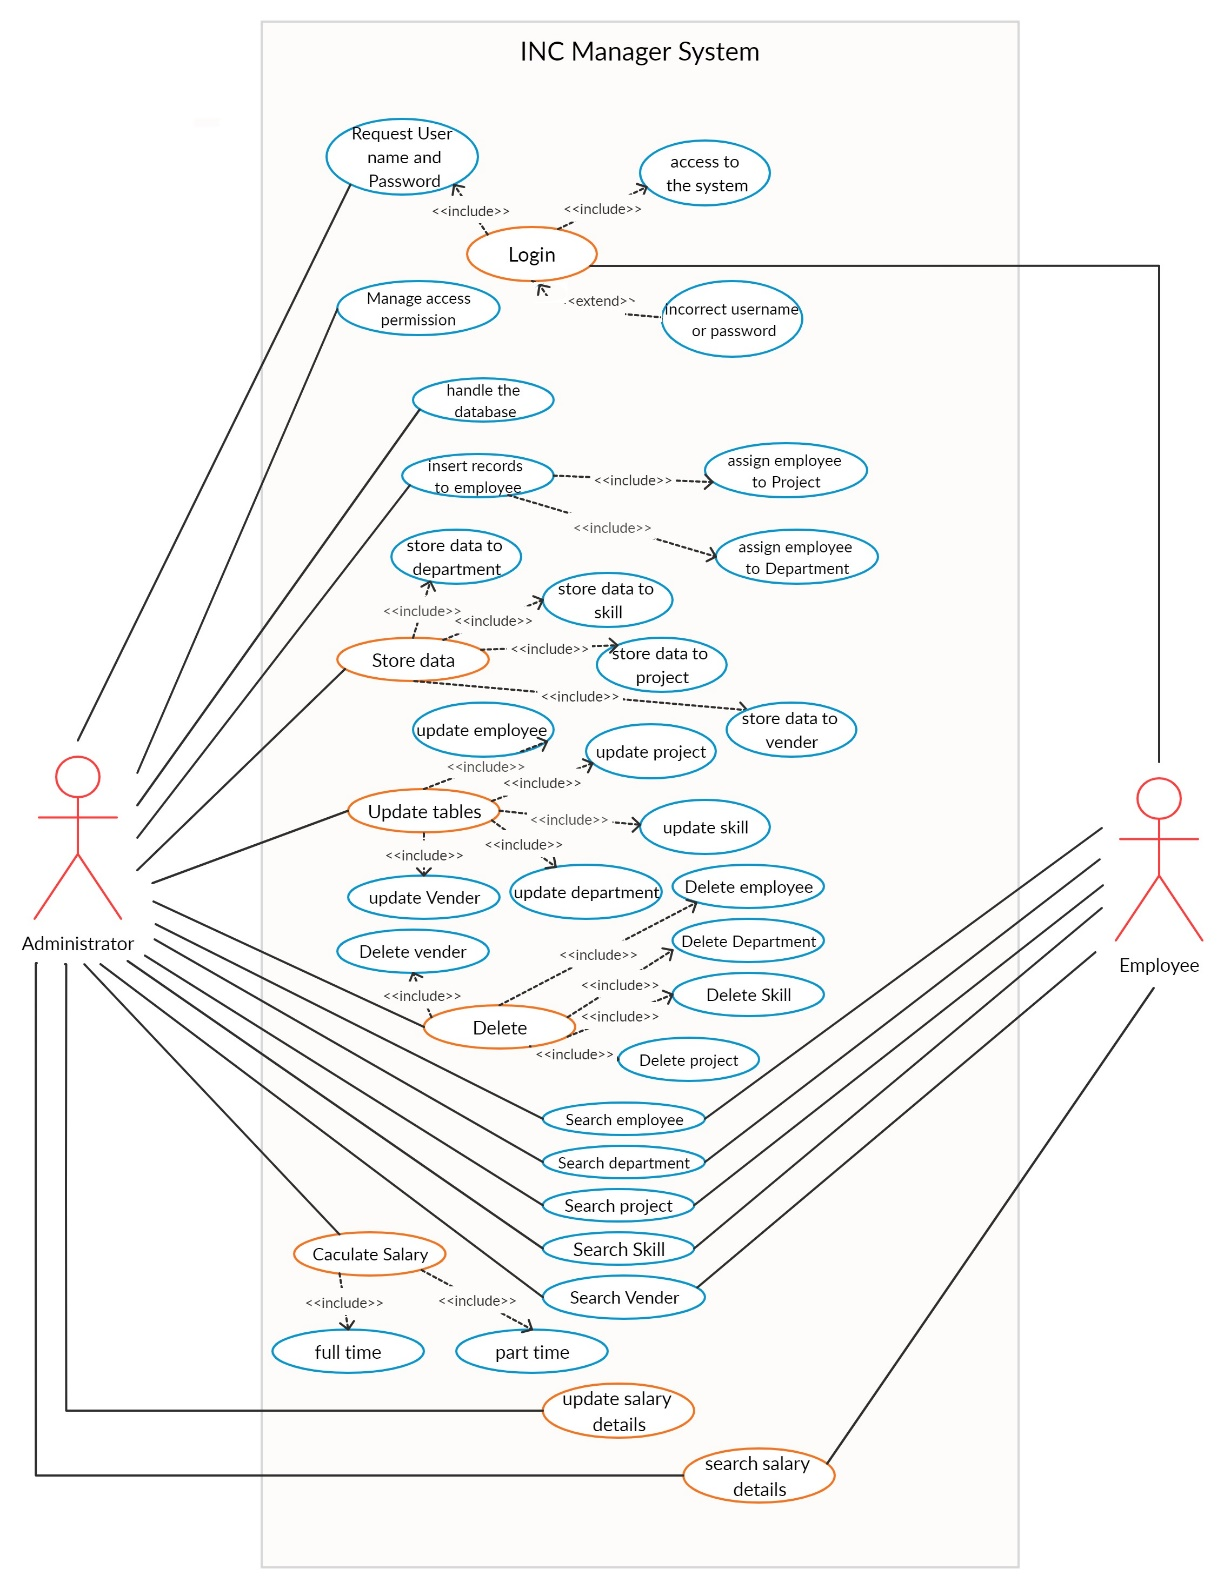 INC Manager System
Request User
name and
Password
access to
the system
<<include>>
<<include>>
Login
Manage access
permission
<extend>>
incorrect username
or password
handle the
database
insert records
to employee
<<include>>
assign employee
to Project
<<include>>
assign employee
to Department
store data to
department
store data to
skill
<<include>>
<<include>>
Store data
<<include>>
store data to
project
<<include>>
store data to
vender
update employee
update project
<<include>>
<<include>>
Update tables
<<include>>
update skill
<<include>>
<<include>>
update Vender
update department
Delete employee
Delete vender
Delete Department
<<include>>
<<include>>
<<include>>
Delete Skill
<<include>>
Delete
<<include>>
Delete project
Administrator
Employee
Search employee
Search department
Search project
Search Skill
Search Vender
Caculate Salary
<<include>>
<<include>>
full time
part time
update salary
details
search salary
details